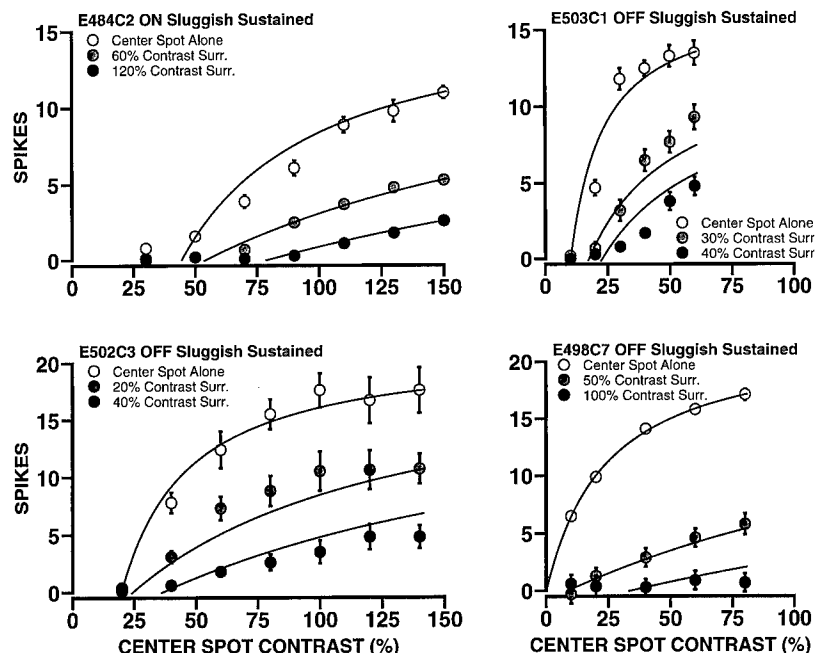 E484C2 ON Sluggish Sustained
Center Spot Alone
60% Contrast Surr.
120% Contrast Surr.
15
10
5
0
SPIKES
0 25 50 75 100 125 150
E503C1 OFF Sluggish Sustained
15
10
5
0
Center Spot Alone
30% Contrast Surr
40% Contrast Surr
0 25 50 75 100
E502C3 OFF Sluggish Sustained
Center Spot Alone
20% Contrast Surr.
40% Contrast Surr.
20
15
10
5
0
SPIKES
0 25 50 75 100 125 150
CENTER SPOT CONTRAST (%)
E498C7 OFF Sluggish Sustained
Center Spot Alone
50% Contrast Surr.
100% Contrast Surr.
20
15
10
5
0
0 25 50 75 100
CENTER SPOT CONTRAST (%)